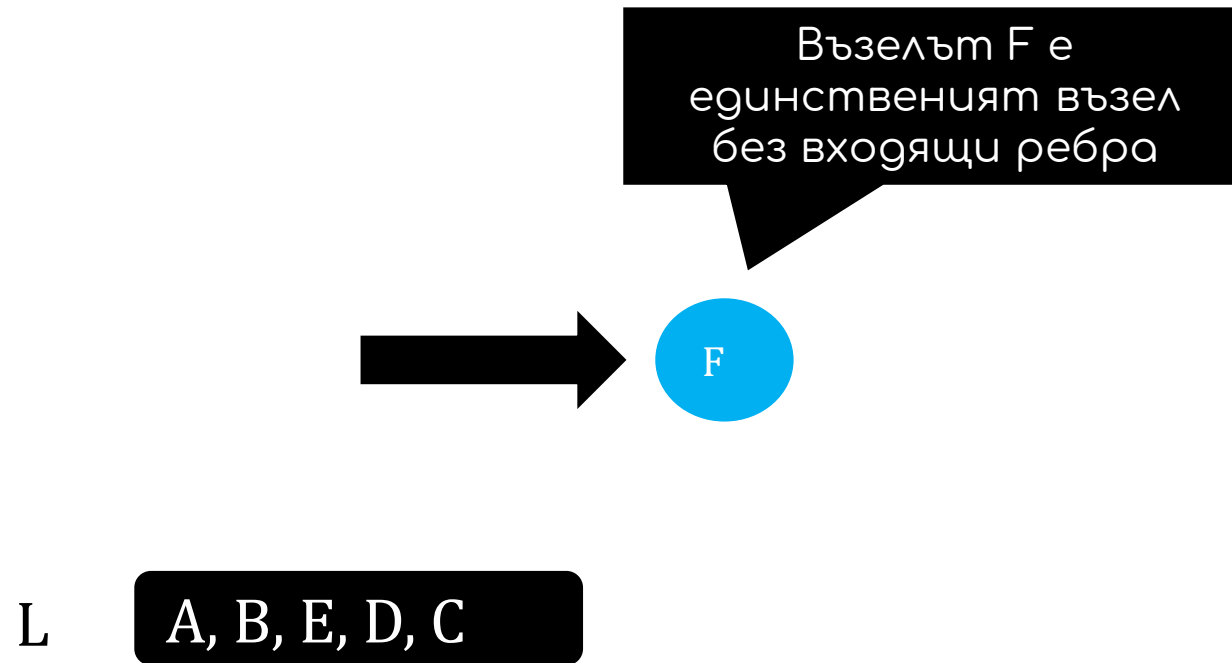 Възелът F е
единственият възел
без входящи ребра
F
L
A, B, E, D, C